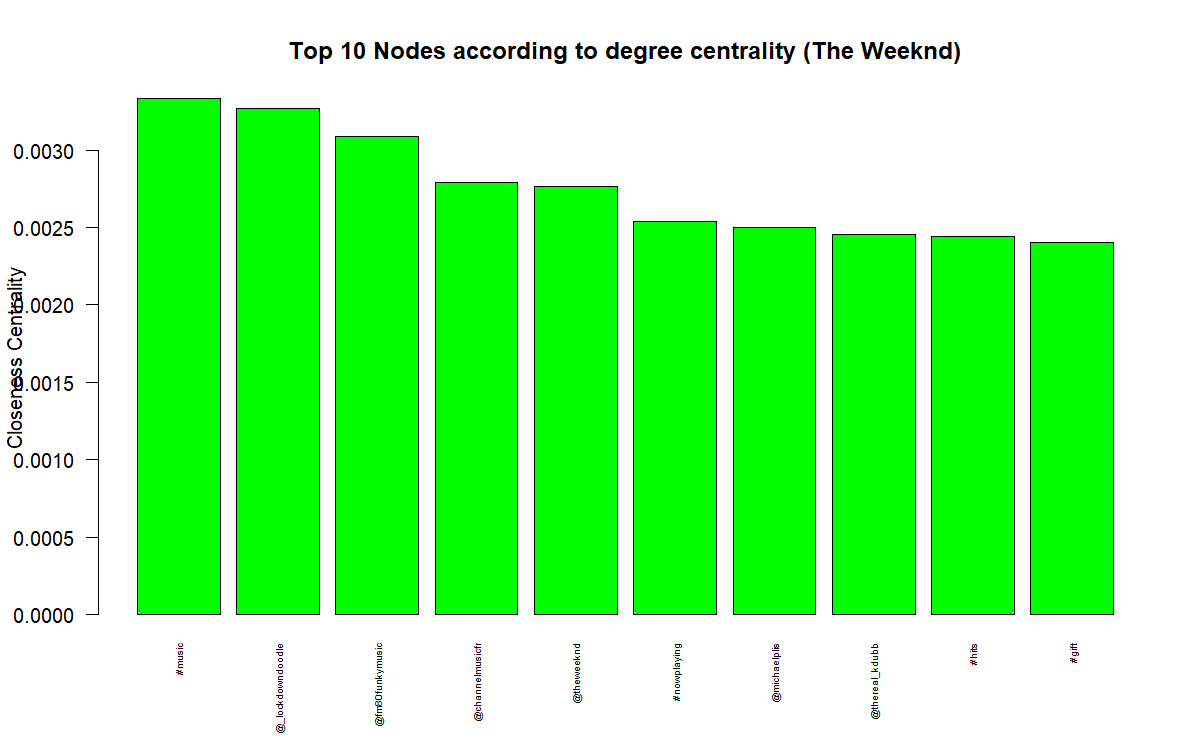 Top 10 Nodes according to degree centrality (The Weeknd)
Closeness Centrality
0.0030
0.0025
0.0020
0.0015
0.0010
0.0005
0.0000
#music
@_lockdowndoodle
@fm80funkymusic
@channelmusicfr
@theweeknd
#nowplaying
@michaelplis
@thereal_kdubb
#hits
#gift